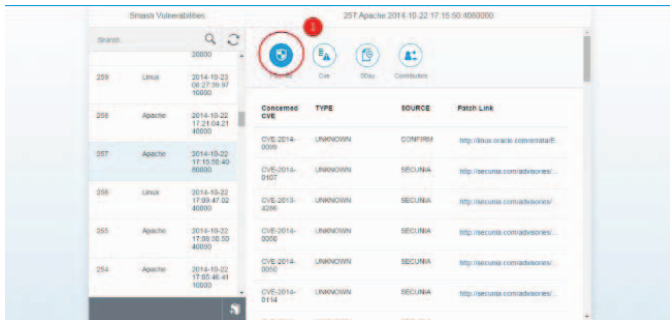 Smash Vulnerabilities
257 Apache 2014-10-22 17:15:50.4060000
1
Search
20000
259 Linux 2014-10-23
08:27:39.97
10000
258 Apache 2014-10-22
17:21:04.21
40000
257 Apache 2014-10-22
17:15:50.40
60000
256 Linux 2014-10-22
17:09:47.02
40000
255 Apache 2014-10-22
17:08:50.50
40000
254 Apache 2014-10-22
17:05:46.41
10000
Cve
0Day
Contributors
Concerned
CVE
TYPE
SOURCE
Patch Link
CVE-2014-
0099
UNKNOWN
CONFIRM
http://linux.oracle.com/errata/E...
CVE-2014-
0107
UNKNOWN
SECUNIA
http://secunia.com/advisories/...
CVE-2013-
4286
UNKNOWN
SECUNIA
http://secunia.com/advisories/...
CVE-2014-
0050
UNKNOWN
SECUNIA
http://secunia.com/advisories/...
CVE-2014-
0050
UNKNOWN
SECUNIA
http://secunia.com/advisories/...
CVE-2014-
0114
UNKNOWN
SECUNIA
http://secunia.com/advisories/...